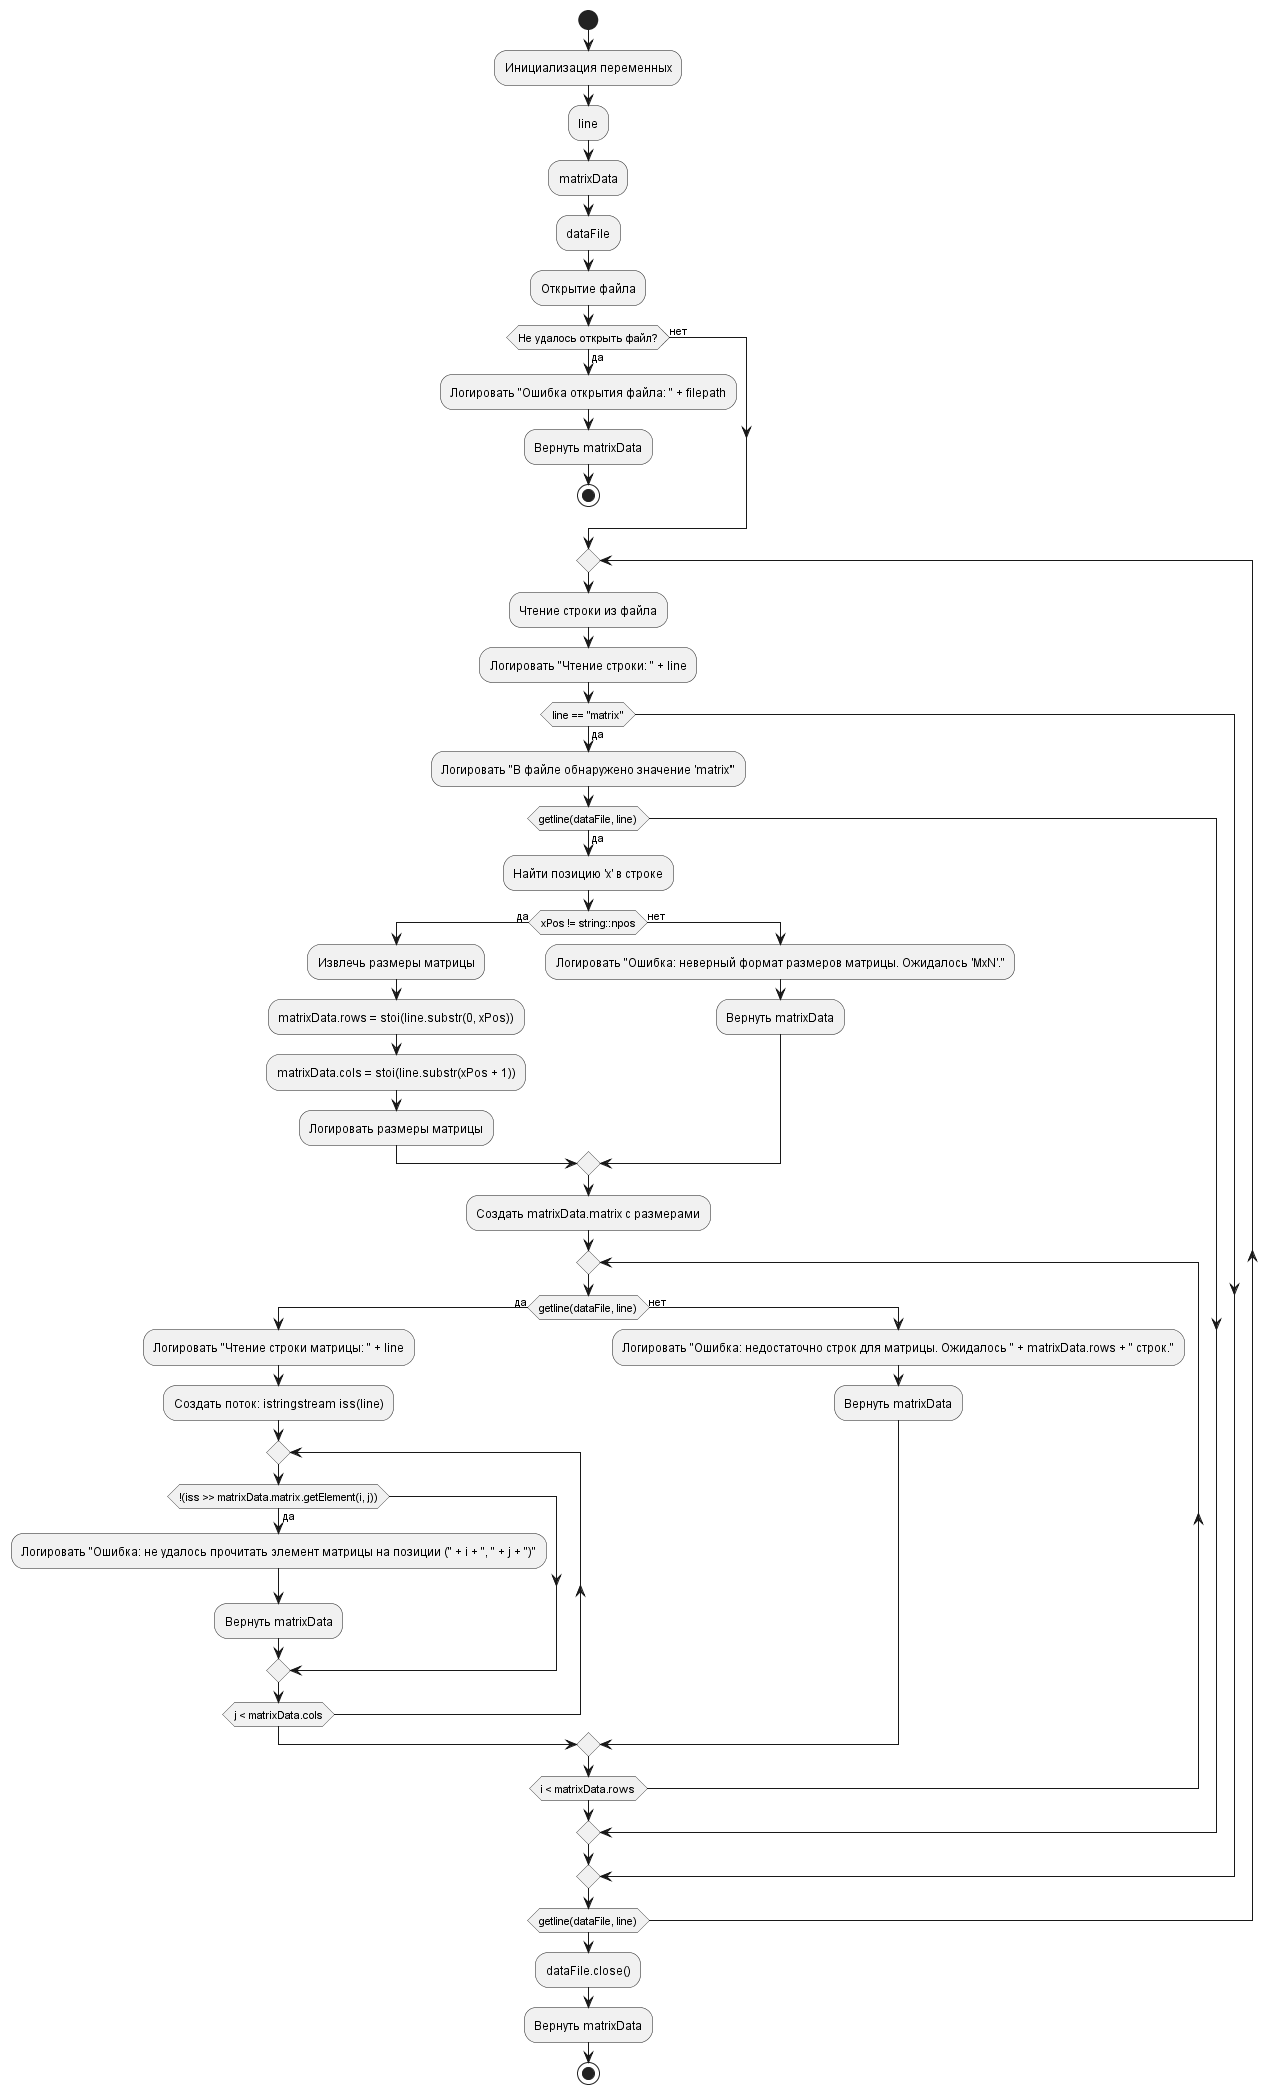 Инициализация переменных
line
matrixData
dataFile
Открытие файла
Не удалось открыть файл?
нет
да
Логировать "Ошибка открытия файла: " + filepath
Вернуть matrixData
Чтение строки из файла
Логировать "Чтение строки: " + line
line == "matrix"
да
Логировать "В файле обнаружено значение 'matrix'"
getline(dataFile, line)
да
Найти позицию 'x' в строке
да
xPos != string::npos
нет
Извлечь размеры матрицы
Логировать "Ошибка: неверный формат размеров матрицы. Ожидалось 'MxN'."
matrixData.rows = stoi(line.substr(0, xPos))
Вернуть matrixData
matrixData.cols = stoi(line.substr(xPos + 1))
Логировать размеры матрицы
Создать matrixData.matrix с размерами
да
getline(dataFile, line)
нет
Логировать "Чтение строки матрицы: " + line
Логировать "Ошибка: недостаточно строк для матрицы. Ожидалось " + matrixData.rows + " строк."
Создать поток: istringstream iss(line)
Вернуть matrixData
!(iss >> matrixData.matrix.getElement(i, j))
да
Логировать "Ошибка: не удалось прочитать элемент матрицы на позиции (" + i + ", " + j + ")"
Вернуть matrixData
j < matrixData.cols
i < matrixData.rows
getline(dataFile, line)
dataFile.close()
Вернуть matrixData